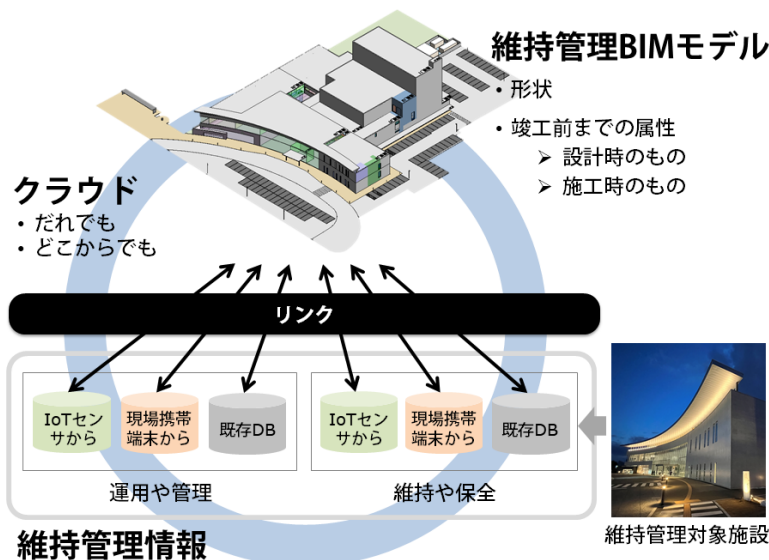 維持管理BIMモデル
・形状
・竣工前までの属性
➢ 設計時のもの
➢ 施工時のもの
クラウド
・だれでも
・どこからでも
リンク
IoTセン
サから
現場携帯
端末から
既存DB
運用や管理
IoTセン
サから
現場携帯
端末から
既存DB
維持や保全
維持管理情報
維持管理対象施設